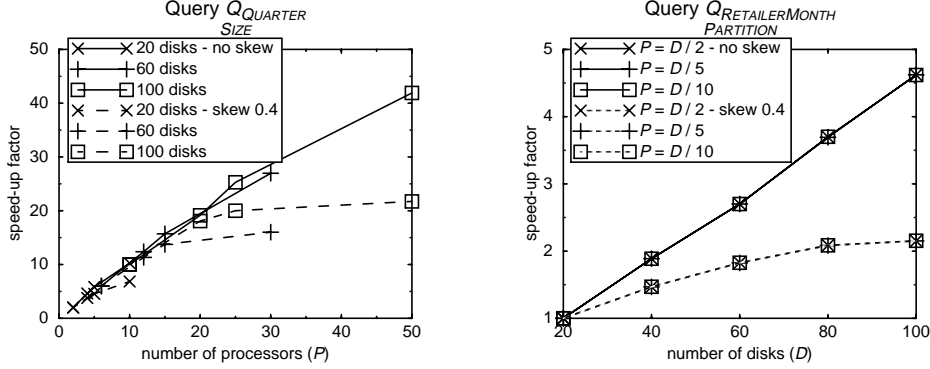 Query QQUARTER
SIZE
speed-up factor
50
40
30
20
10
0
20 disks - no skew
60 disks
100 disks
20 disks - skew 0.4
60 disks
100 disks
0
10
20
30
40
50
number of processors (P)
Query QRETAILERMONTH
PARTITION
speed-up factor
5
4
3
2
1
P = D / 2 - no skew
P = D / 5
P = D / 10
P = D / 2 - skew 0.4
P = D / 5
P = D / 10
20
40
60
80
100
number of disks (D)